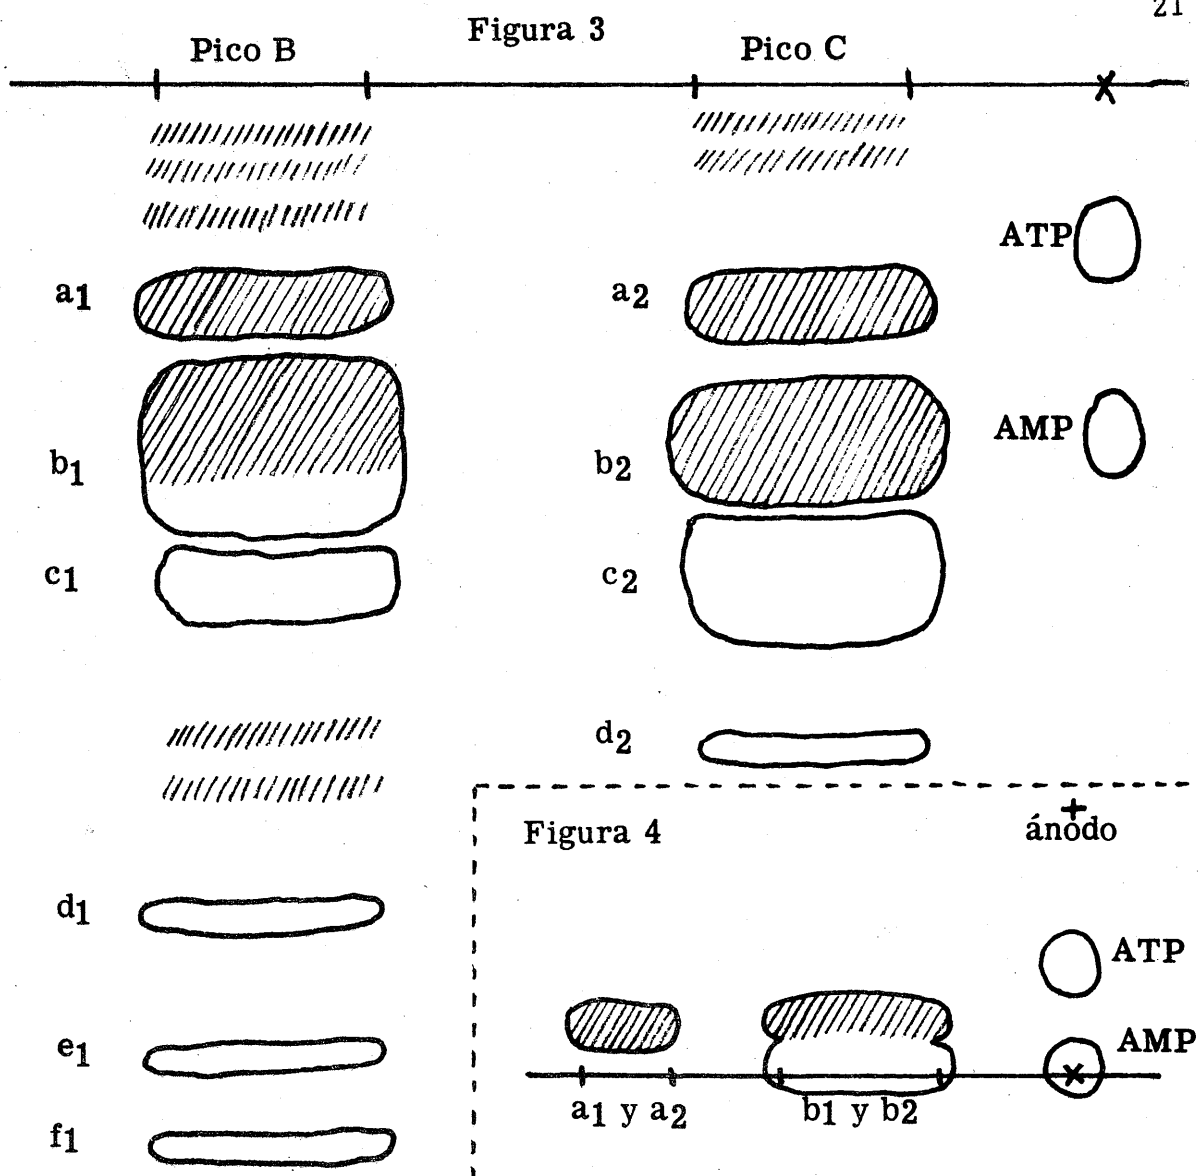 21
Figura 3
Pico B Pico C
ATP
a1 a2
AMP
b1 b2
c1 c2
d2
+
Figura 4 ánodo
d1
ATP
e1
AMP
a1 y a2 b1 y b2
f1